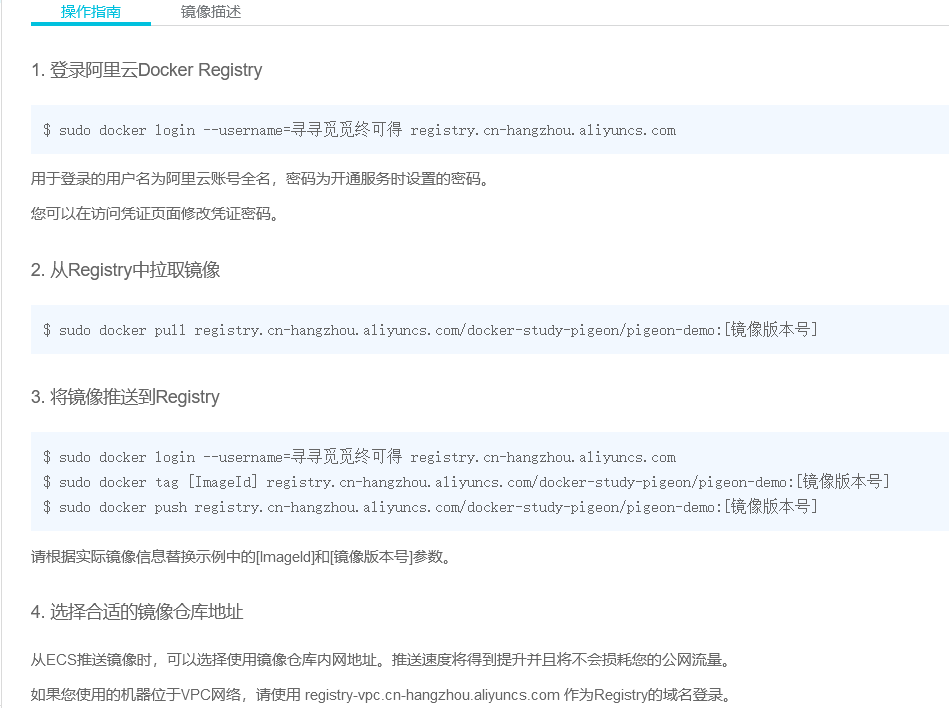 操作指南 镜像描述
1. 登录阿里云Docker Registry
$ sudo docker login --username=寻寻觅觅终可得 registry.cn-hangzhou.aliyuncs.com
用于登录的用户名为阿里云账号全名，密码为开通服务时设置的密码。
您可以在访问凭证页面修改凭证密码。
2. 从Registry中拉取镜像
$ sudo docker pull registry.cn-hangzhou.aliyuncs.com/docker-study-pigeon/pigeon-demo:[镜像版本号]
3. 将镜像推送到Registry
$ sudo docker login --username=寻寻觅觅终可得 registry.cn-hangzhou.aliyuncs.com
$ sudo docker tag [ImageId] registry.cn-hangzhou.aliyuncs.com/docker-study-pigeon/pigeon-demo:[镜像版本号]
$ sudo docker push registry.cn-hangzhou.aliyuncs.com/docker-study-pigeon/pigeon-demo:[镜像版本号]
请根据实际镜像信息替换示例中的[ImageId]和[镜像版本号]参数。
4. 选择合适的镜像仓库地址
从ECS推送镜像时，可以选择使用镜像仓库内网地址。推送速度将得到提升并且将不会损耗您的公网流量。
如果您使用的机器位于VPC网络，请使用 registry-vpc.cn-hangzhou.aliyuncs.com 作为Registry的域名登录。